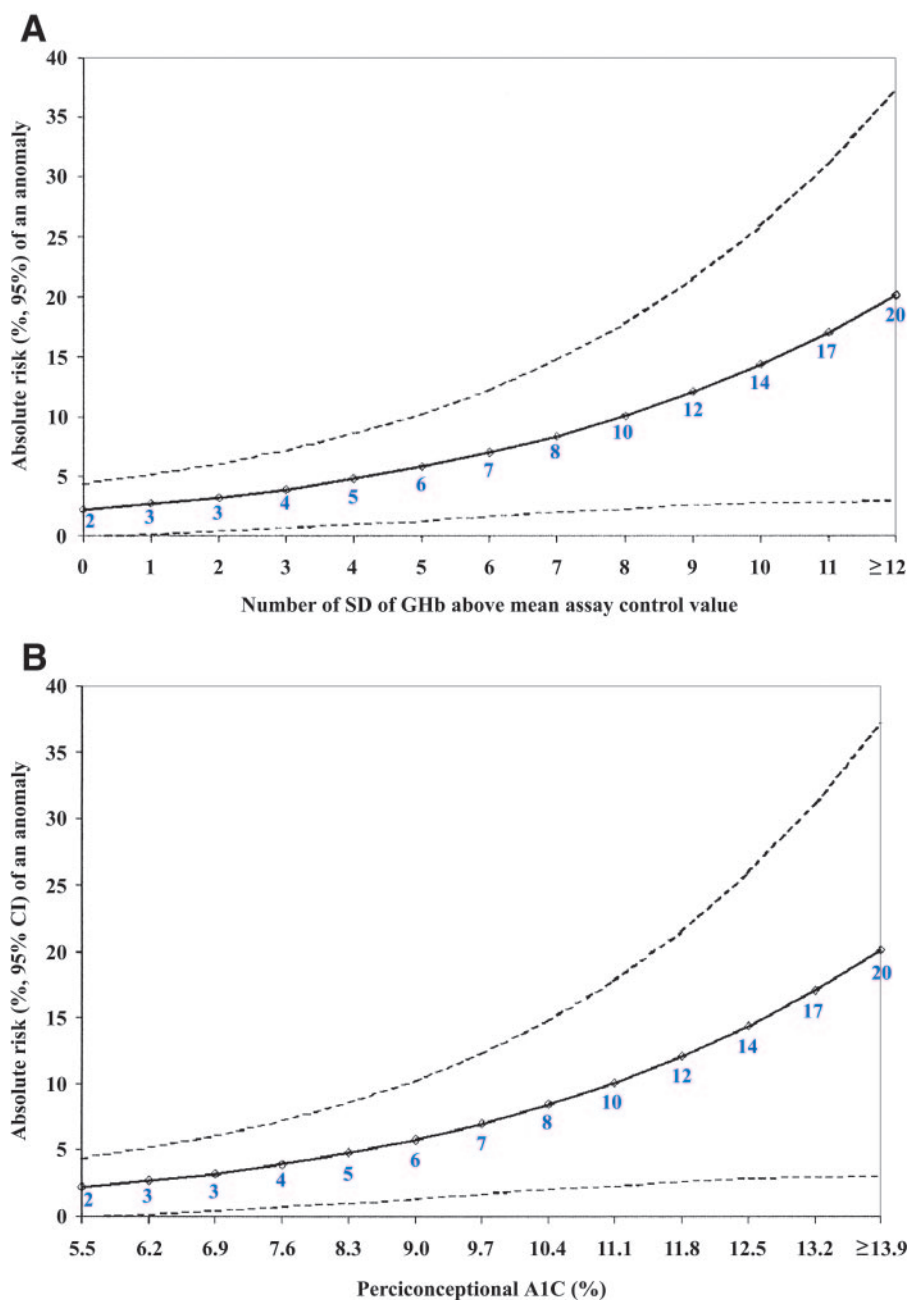 A
Absolute risk (%, 95%) of an anomaly
40
35
30
25
20
15
10
5
0
2 3 3 4 5 6 7 8 10 12 14 17 20
0 1 2 3 4 5 6 7 8 9 10 11 ≥12
Number of SD of GHb above mean assay control value
B
Absolute risk (%, 95% CI) of an anomaly
40
35
30
25
20
15
10
5
0
2 3 3 4 5 6 7 8 10 12 14 17 20
5.5 6.2 6.9 7.6 8.3 9.0 9.7 10.4 11.1 11.8 12.5 13.2 ≥13.9
Perciconceptional A1C (%)